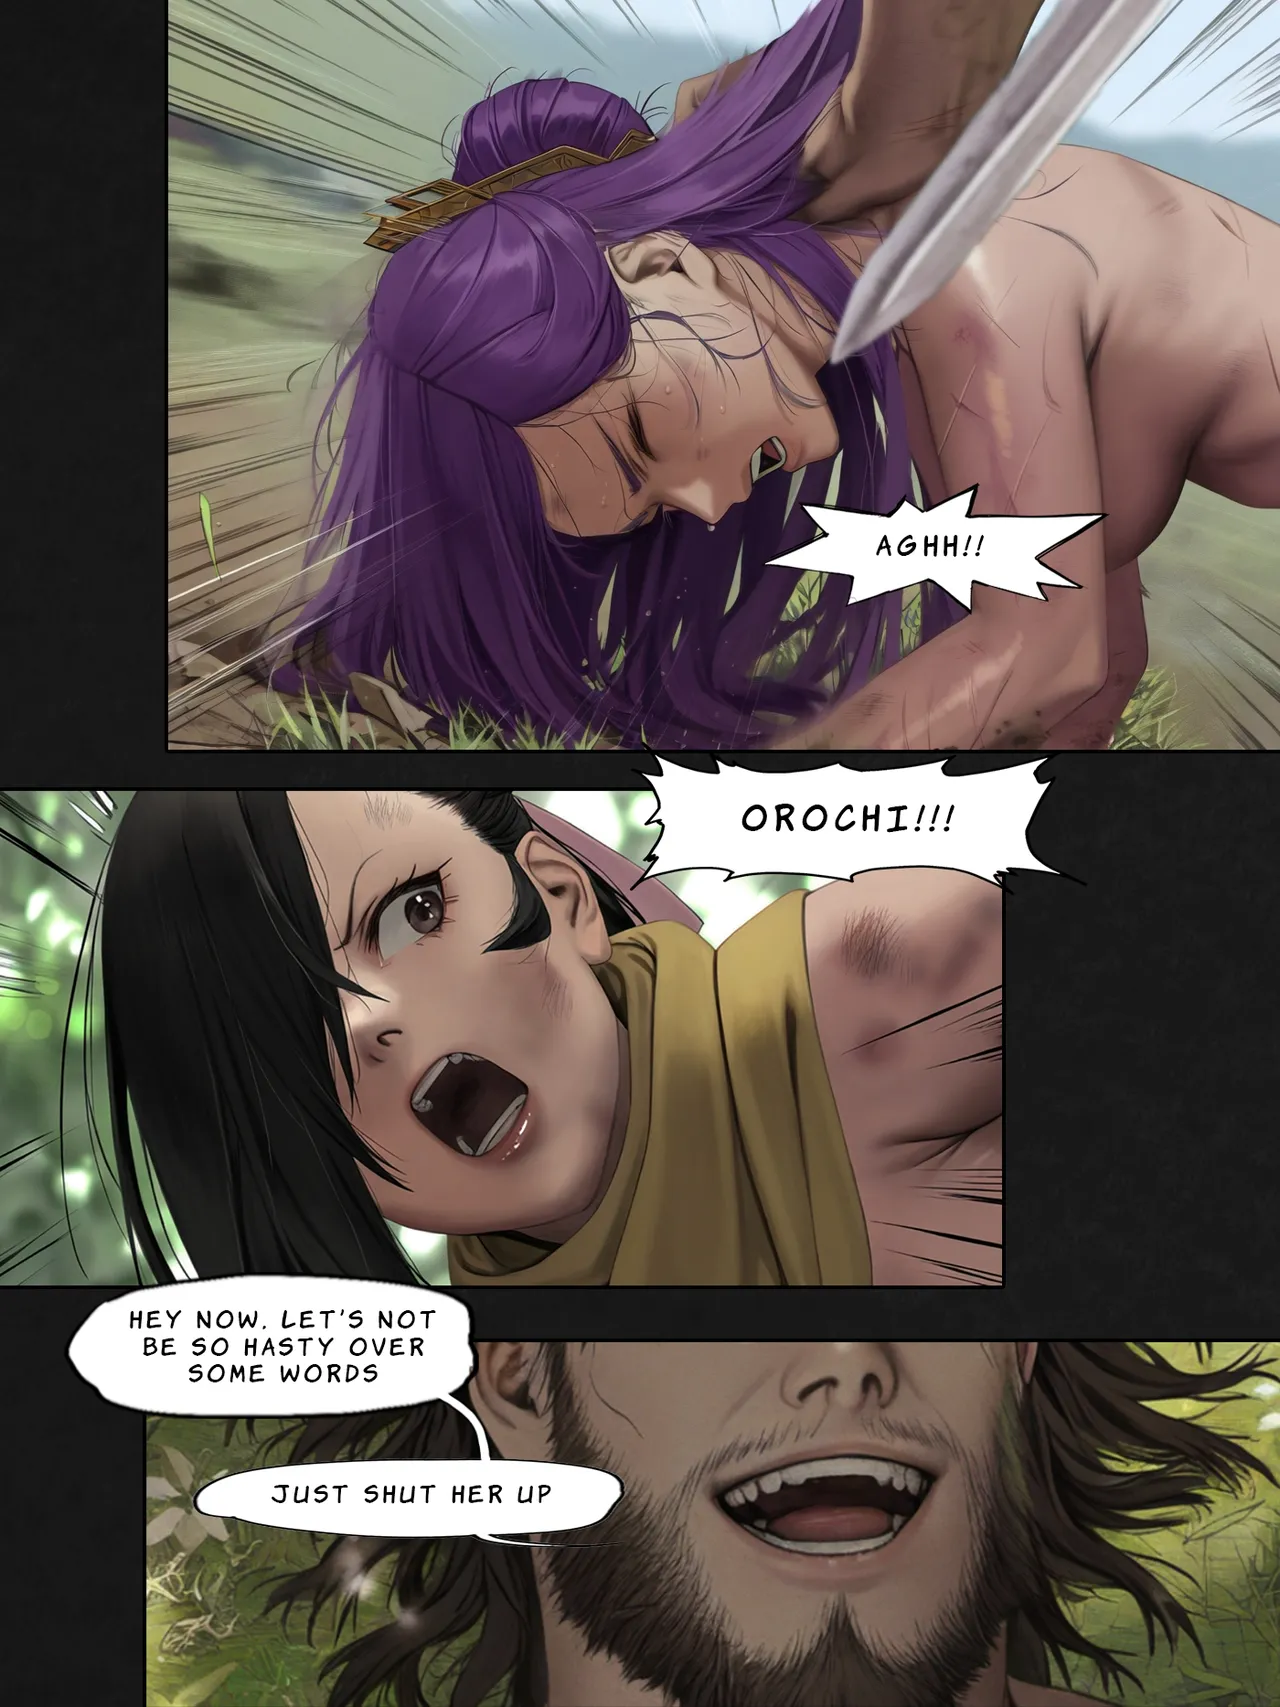 AGHH!!
OROCHI!!!
HEY NOW. LET'S NOT
BE SO HASTY OVER
SOME WORDS
JUST SHUT HER UP